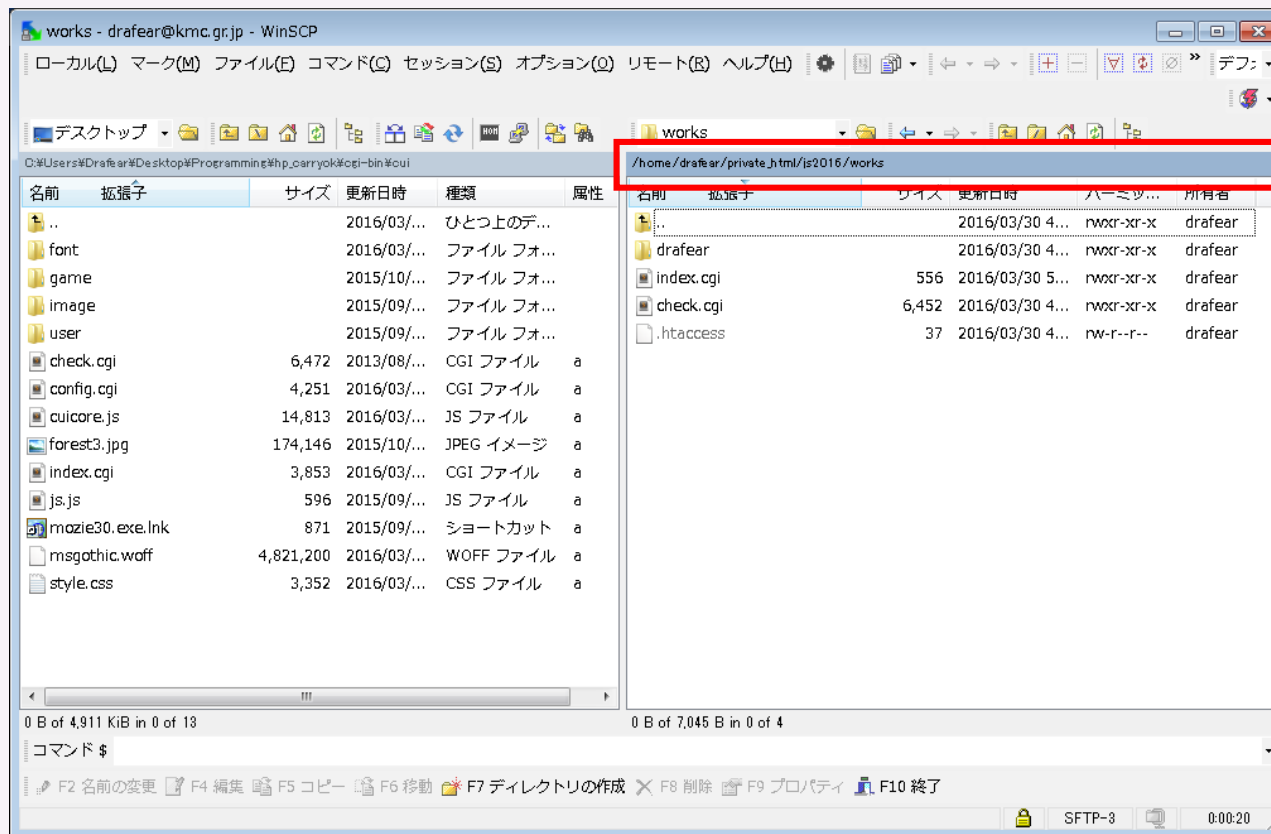 works - drafear@kmc.gr.jp - WinSCP
ローカル(L) マーク(M) ファイル(F) コマンド(C) セッション(S) オプション(O) リモート(R) ヘルプ(H) » デフォ
デスクトップ works
C:¥Users¥Drafear¥Desktop¥Programming¥hp_carryok¥cgi-bin¥cui /home/drafear/private_html/js2016/works
名前 拡張子 サイズ 更新日時 種類 属性 名前 拡張子 サイズ 更新日時 パーミッ... 所有者
.. 2016/03/... ひとつ上のデ... .. 2016/03/30 4... rwxr-xr-x drafear
font 2016/03/... ファイル フォ... drafear 2016/03/30 4... rwxr-xr-x drafear
game 2015/10/... ファイル フォ... index.cgi 556 2016/03/30 5... rwxr-xr-x drafear
image 2015/09/... ファイル フォ... check.cgi 6,452 2016/03/30 4... rwxr-xr-x drafear
user 2015/09/... ファイル フォ... .htaccess 37 2016/03/30 4... rw-r--r-- drafear
check.cgi 6,472 2013/08/... CGI ファイル a
config.cgi 4,251 2016/03/... CGI ファイル a
cuicore.js 14,813 2016/03/... JS ファイル a
forest3.jpg 174,146 2015/10/... JPEG イメージ a
index.cgi 3,853 2016/03/... CGI ファイル a
js.js 596 2015/09/... JS ファイル a
mozie30.exe.lnk 871 2015/09/... ショートカット a
msgothic.woff 4,821,200 2016/03/... WOFF ファイル a
style.css 3,352 2016/03/... CSS ファイル a
0 B of 4,911 KiB in 0 of 13 0 B of 7,045 B in 0 of 4
コマンド $
F2 名前の変更 F4 編集 F5 コピー F6 移動 F7 ディレクトリの作成 F8 削除 F9 プロパティ F10 終了
SFTP-3 0:00:20